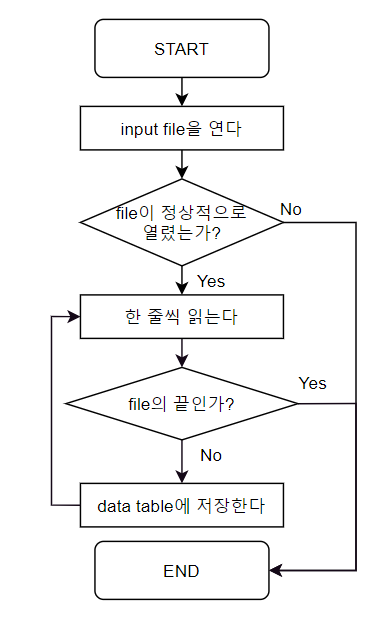 START
input file을 연다
file이 정상적으로
열렸는가?
No
Yes
한 줄씩 읽는다
file의 끝인가?
Yes
No
data table에 저장한다
END